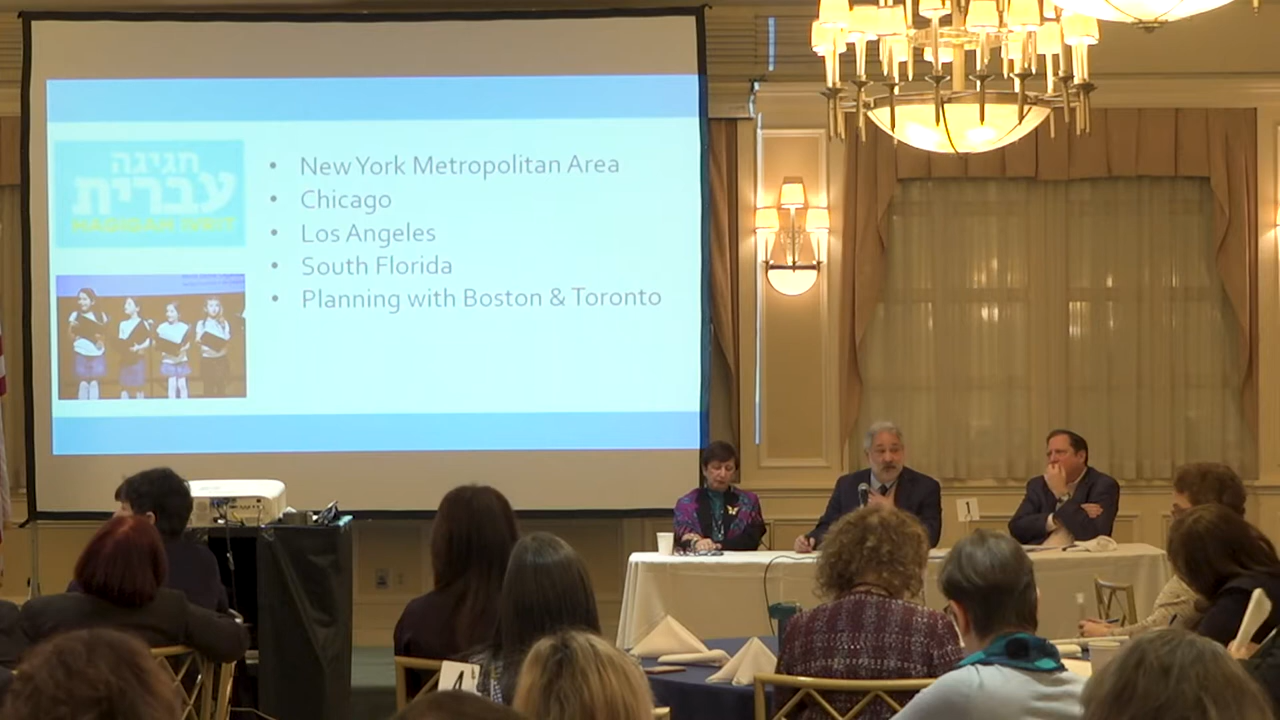 חגיגה
עברית
HAGIGAH IVRIT
• New York Metropolitan Area
• Chicago
• Los Angeles
• South Florida
• Planning with Boston & Toronto
1
4